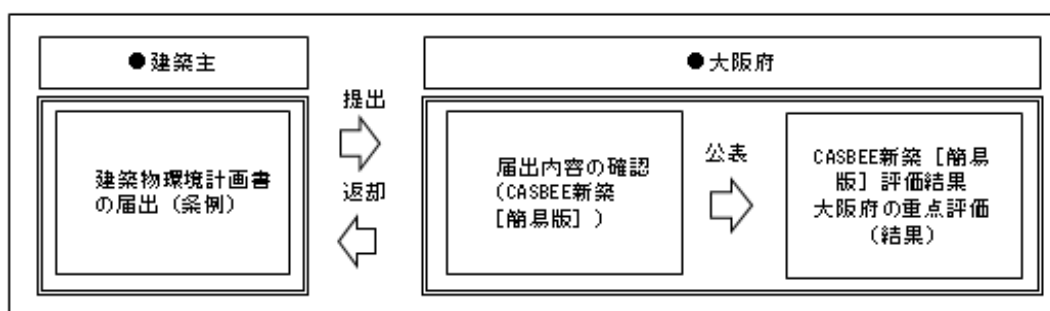 ●建築主
●大阪府
提出
返却
建築物環境計画書
の届出（条例）
届出内容の確認
(CASBEE新築
[簡易版] )
公表
CASBEE新築 [簡易
版] 評価結果
大阪府の重点評価
(結果)